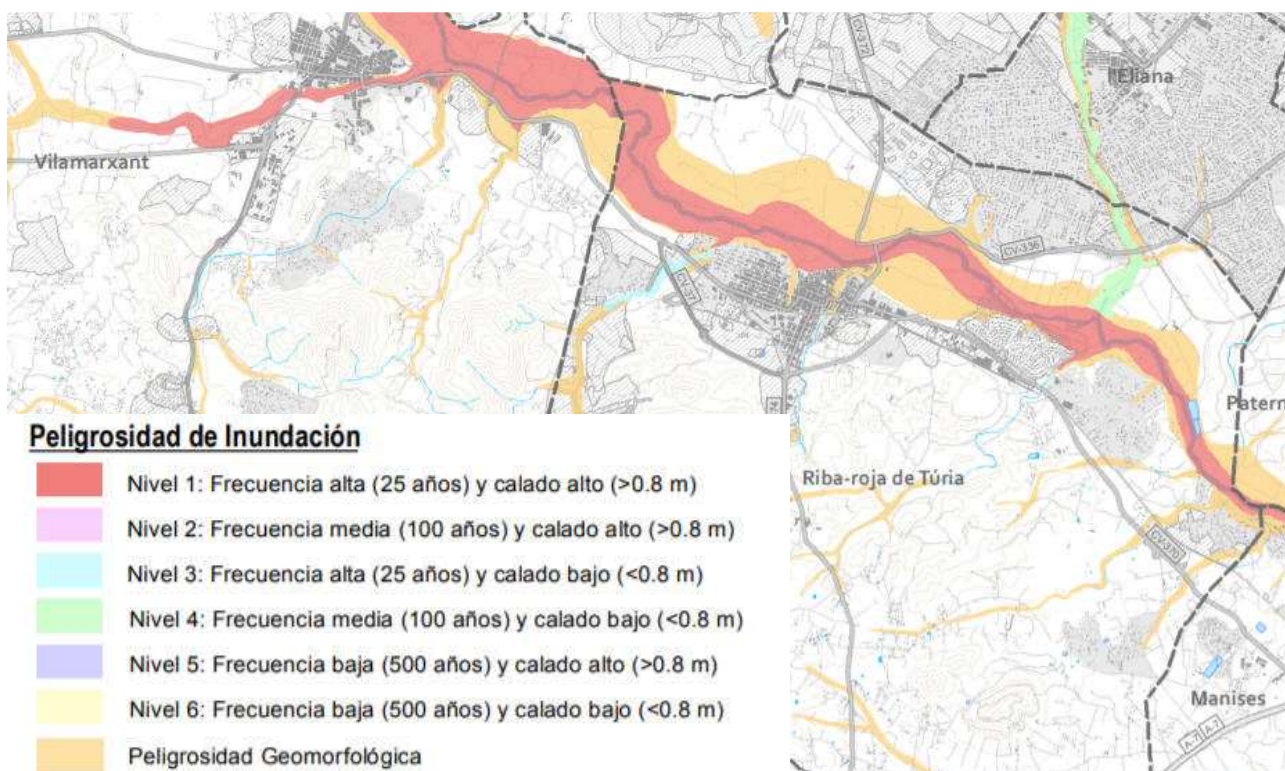 l'Eliana
Vilamarxant
CV-336
Patern
Riba-roja de Túria
Manises
A-7 A-7
Peligrosidad de Inundación
Nivel 1: Frecuencia alta (25 años) y calado alto (>0.8 m)
Nivel 2: Frecuencia media (100 años) y calado alto (>0.8 m)
Nivel 3: Frecuencia alta (25 años) y calado bajo (<0.8 m)
Nivel 4: Frecuencia media (100 años) y calado bajo (<0.8 m)
Nivel 5: Frecuencia baja (500 años) y calado alto (>0.8 m)
Nivel 6: Frecuencia baja (500 años) y calado bajo (<0.8 m)
Peligrosidad Geomorfológica